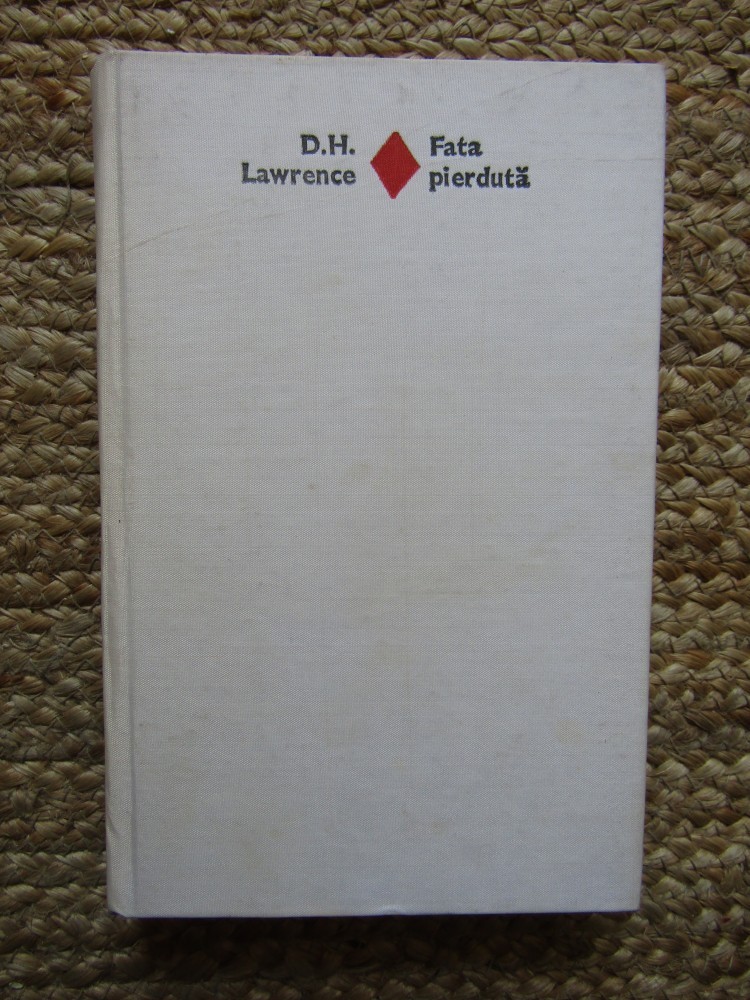 D.H.
Lawrence
Fata
pierdută